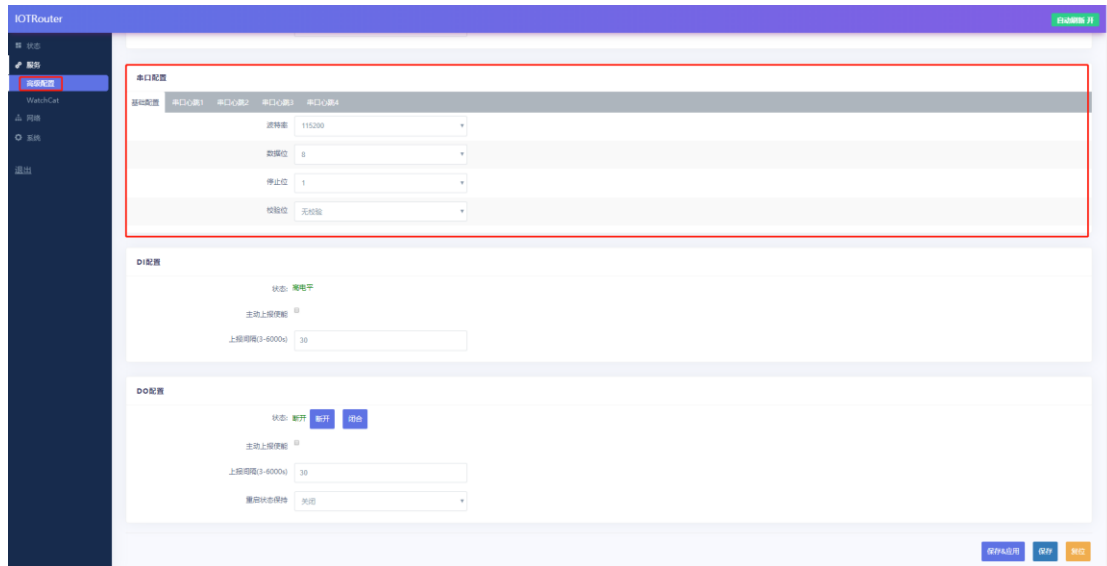 IOTRouter
自动刷新 开
状态
服务
高级配置
WatchCat
网络
系统
退出
串口配置
基础配置 串口心跳1 串口心跳2 串口心跳3 串口心跳4
波特率 115200
数据位 8
停止位 1
校验位 无校验
DI配置
状态: 高电平
主动上报使能
上报间隔(3-6000s) 30
DO配置
状态: 断开 断开 闭合
主动上报使能
上报间隔(3-6000s) 30
重启状态保持 关闭
保存&应用 保存 复位